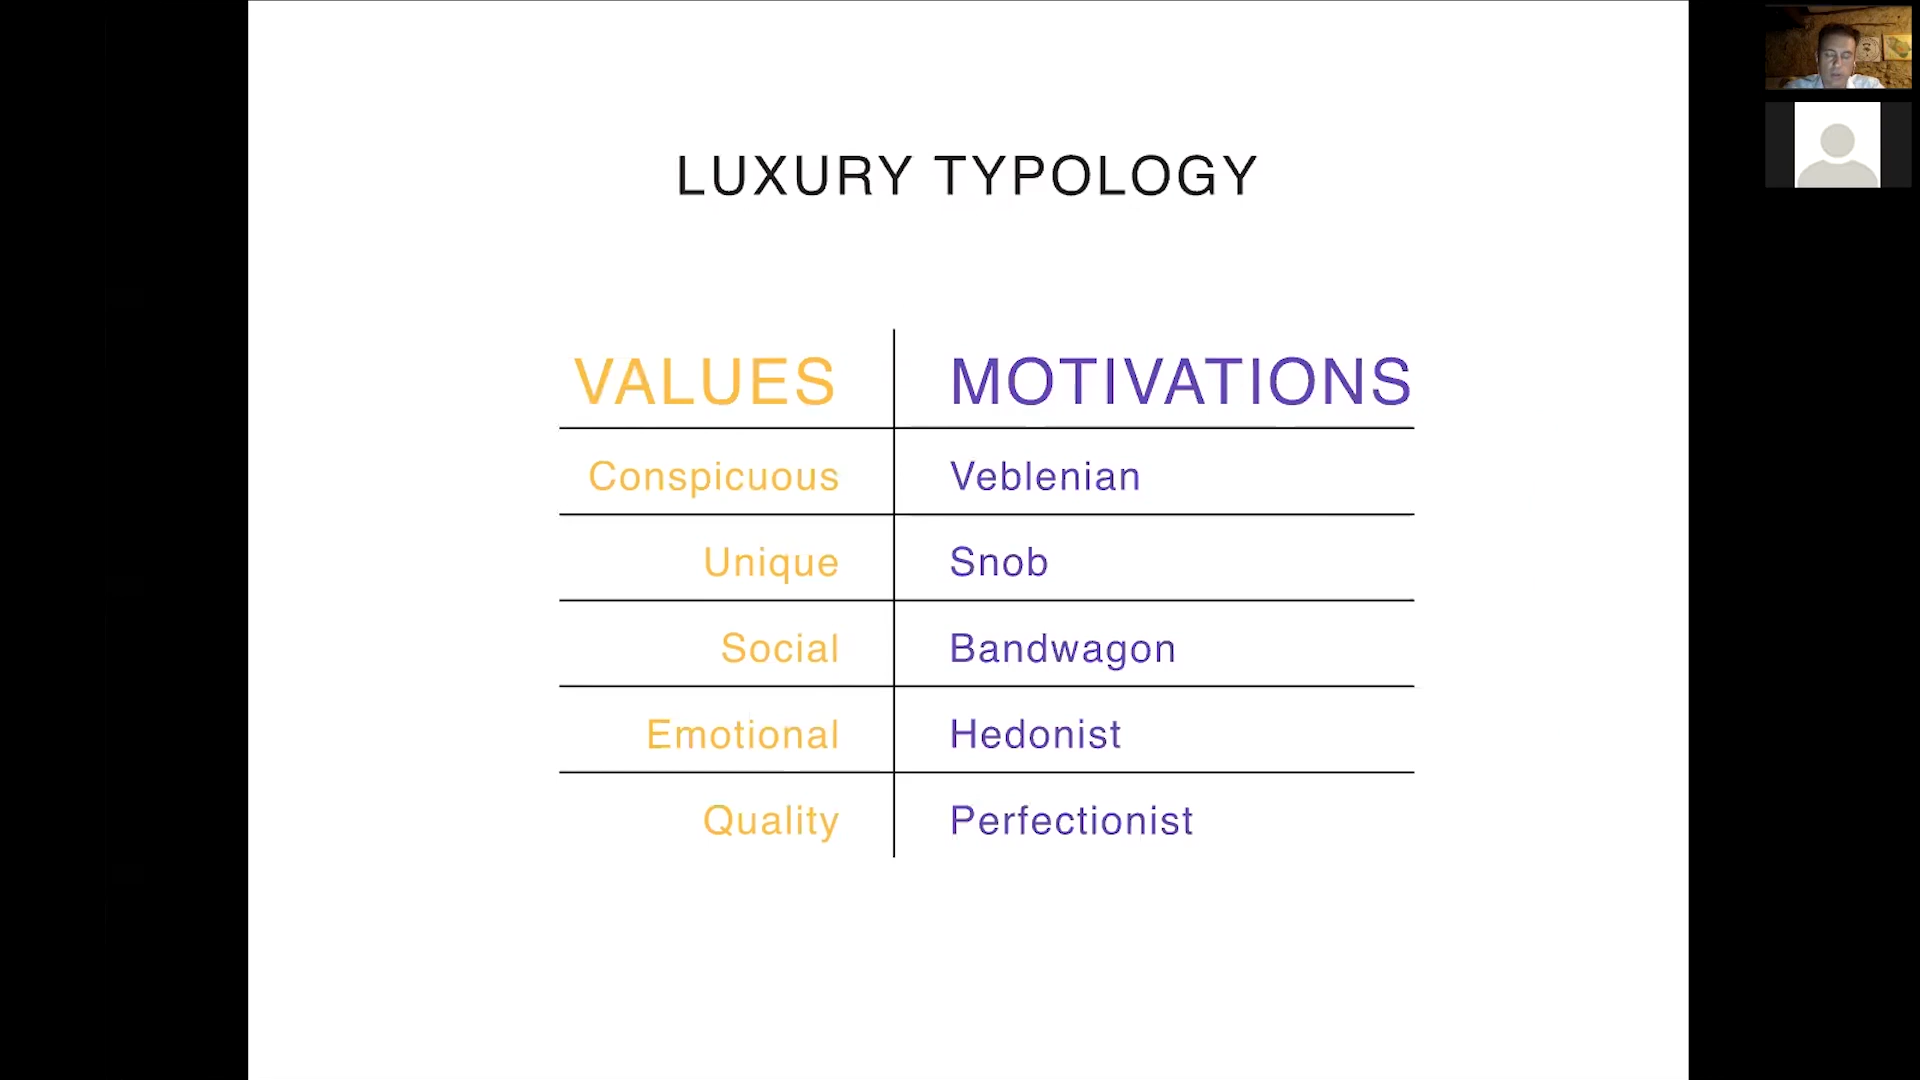 LUXURY TYPOLOGY
VALUES MOTIVATIONS
Conspicuous Veblenian
Unique Snob
Social Bandwagon
Emotional Hedonist
Quality Perfectionist